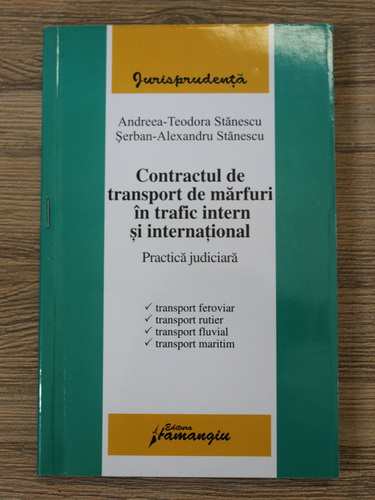 Jurisprudență
Andreea-Teodora Stănescu
Șerban-Alexandru Stănescu
Contractul de
transport de mărfuri
în trafic intern
și internațional
Practică judiciară
✓ transport feroviar
✓ transport rutier
✓ transport fluvial
✓ transport maritim
Editura
Hamangiu